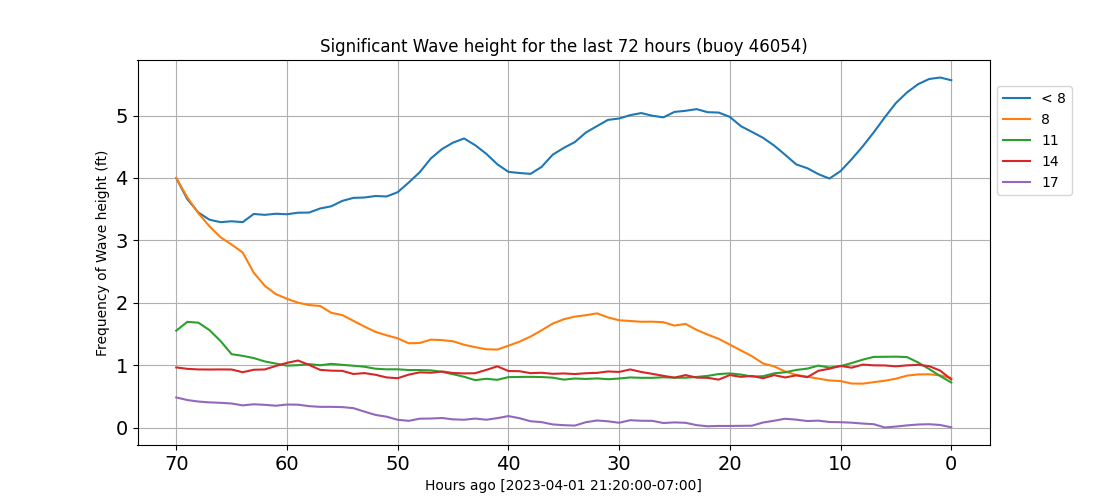 Significant Wave height for the last 72 hours (buoy 46054)
Frequency of Wave height (ft)
5
4
3
2
1
0
70 60 50 40 30 20 10 0
Hours ago [2023-04-01 21:20:00-07:00]
< 8
8
11
14
17